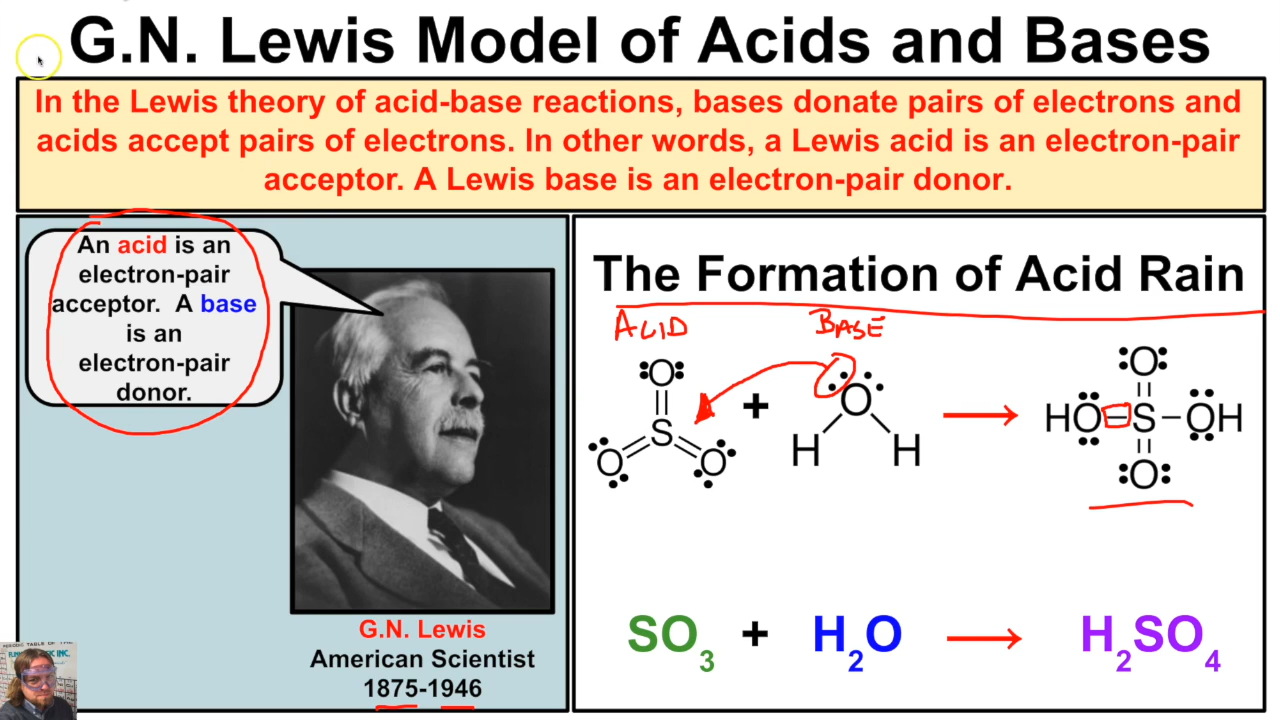 G.N. Lewis Model of Acids and Bases
In the Lewis theory of acid-base reactions, bases donate pairs of electrons and
acids accept pairs of electrons. In other words, a Lewis acid is an electron-pair
acceptor. A Lewis base is an electron-pair donor.
An acid is an
electron-pair
acceptor. A base
is an
electron-pair
donor.
G.N. Lewis
American Scientist
1875-1946
The Formation of Acid Rain
ACID BASE
O
S
O O
+
O
H H
O
HO S OH
O
SO3 + H2O → H2SO4